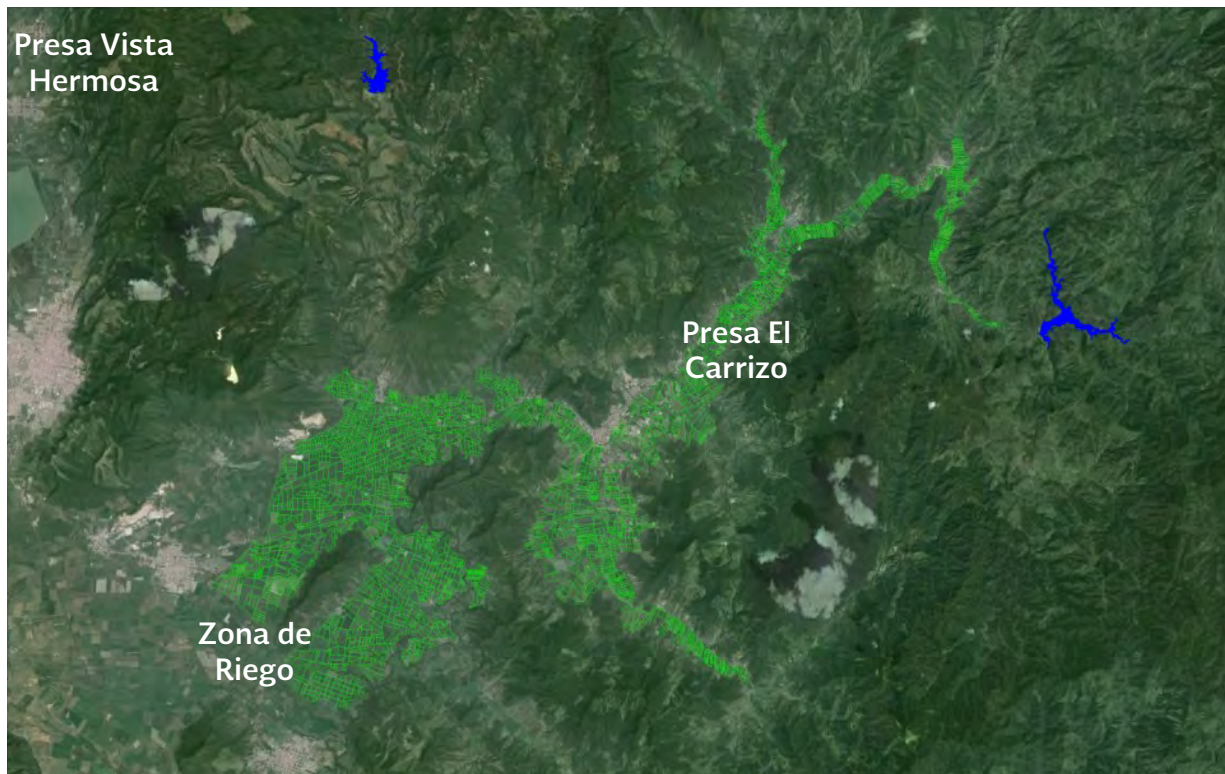 Presa Vista
Hermosa
Presa El
Carrizo
Zona de
Riego